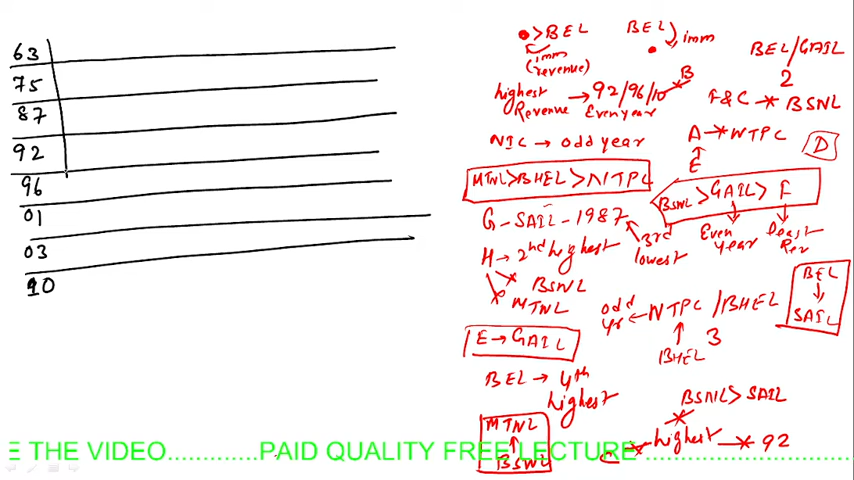 63
75
87
92
96
01
03
10
• > BEL
imm
(revenue)
BEL
imm
BEL/GAIL
2
highest
Revenue → 92/96/10 B
Even year
F&C BSNL
NIC → odd year
A NTPC
E
D
MTNL > BHEL > NTPC
BSNL > GAIL > F
Even
year
least
Rev
G-SAIL-1987
3rd
lowest
H → 2nd highest
BSNL
MTNL
odd
yr ← NTPC / BHEL
BHEL
3
BEL
↓
SAIL
E → GAIL
BEL → 4th
highest
MTNL
↑
BSNL
BSNL > SAIL
C highest 92
E THE VIDEO............PAID QUALITY FREE LECTURE....................